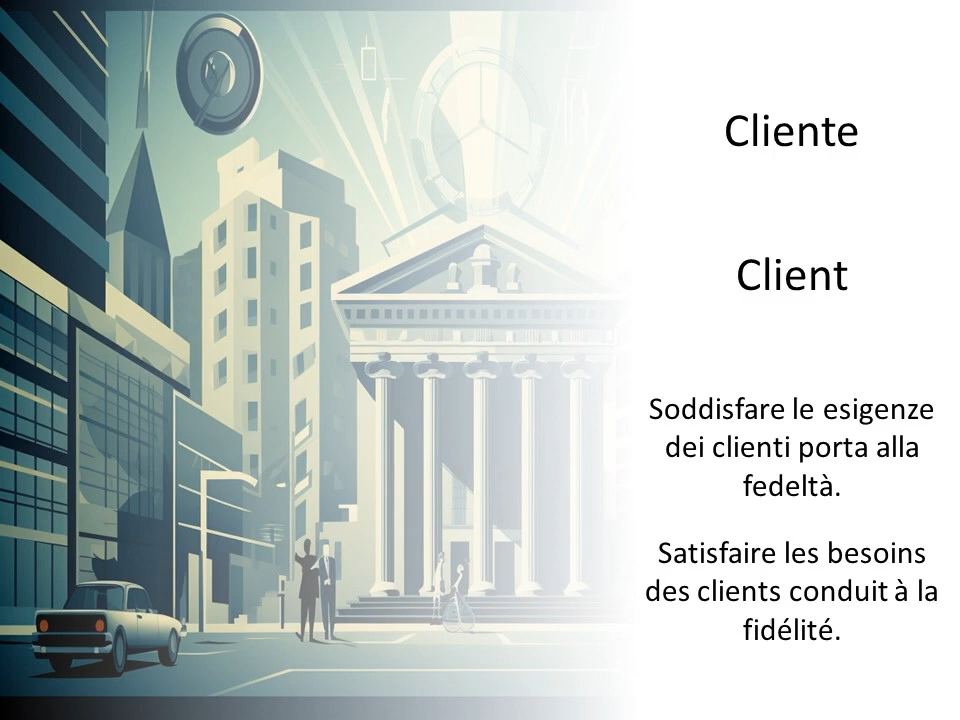 Cliente
Client
Soddisfare le esigenze
dei clienti porta alla
fedeltà.
Satisfaire les besoins
des clients conduit à la
fidélité.